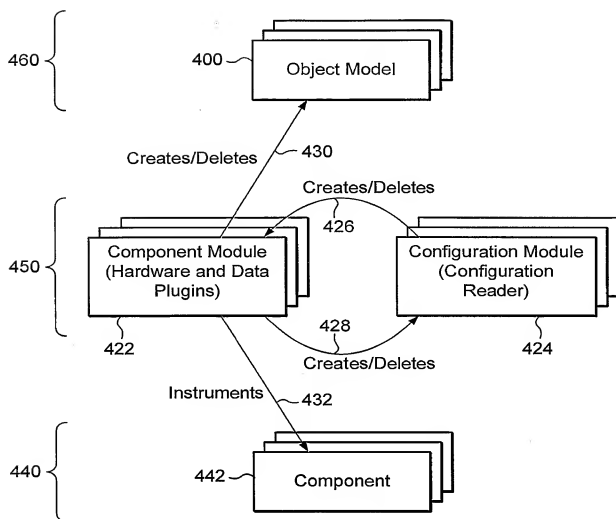 460
400
Object Model
Creates/Deletes
430
Creates/Deletes
426
450
Component Module
(Hardware and Data
Plugins)
Configuration Module
(Configuration
Reader)
422
428
424
Creates/Deletes
Instruments
432
440
442
Component